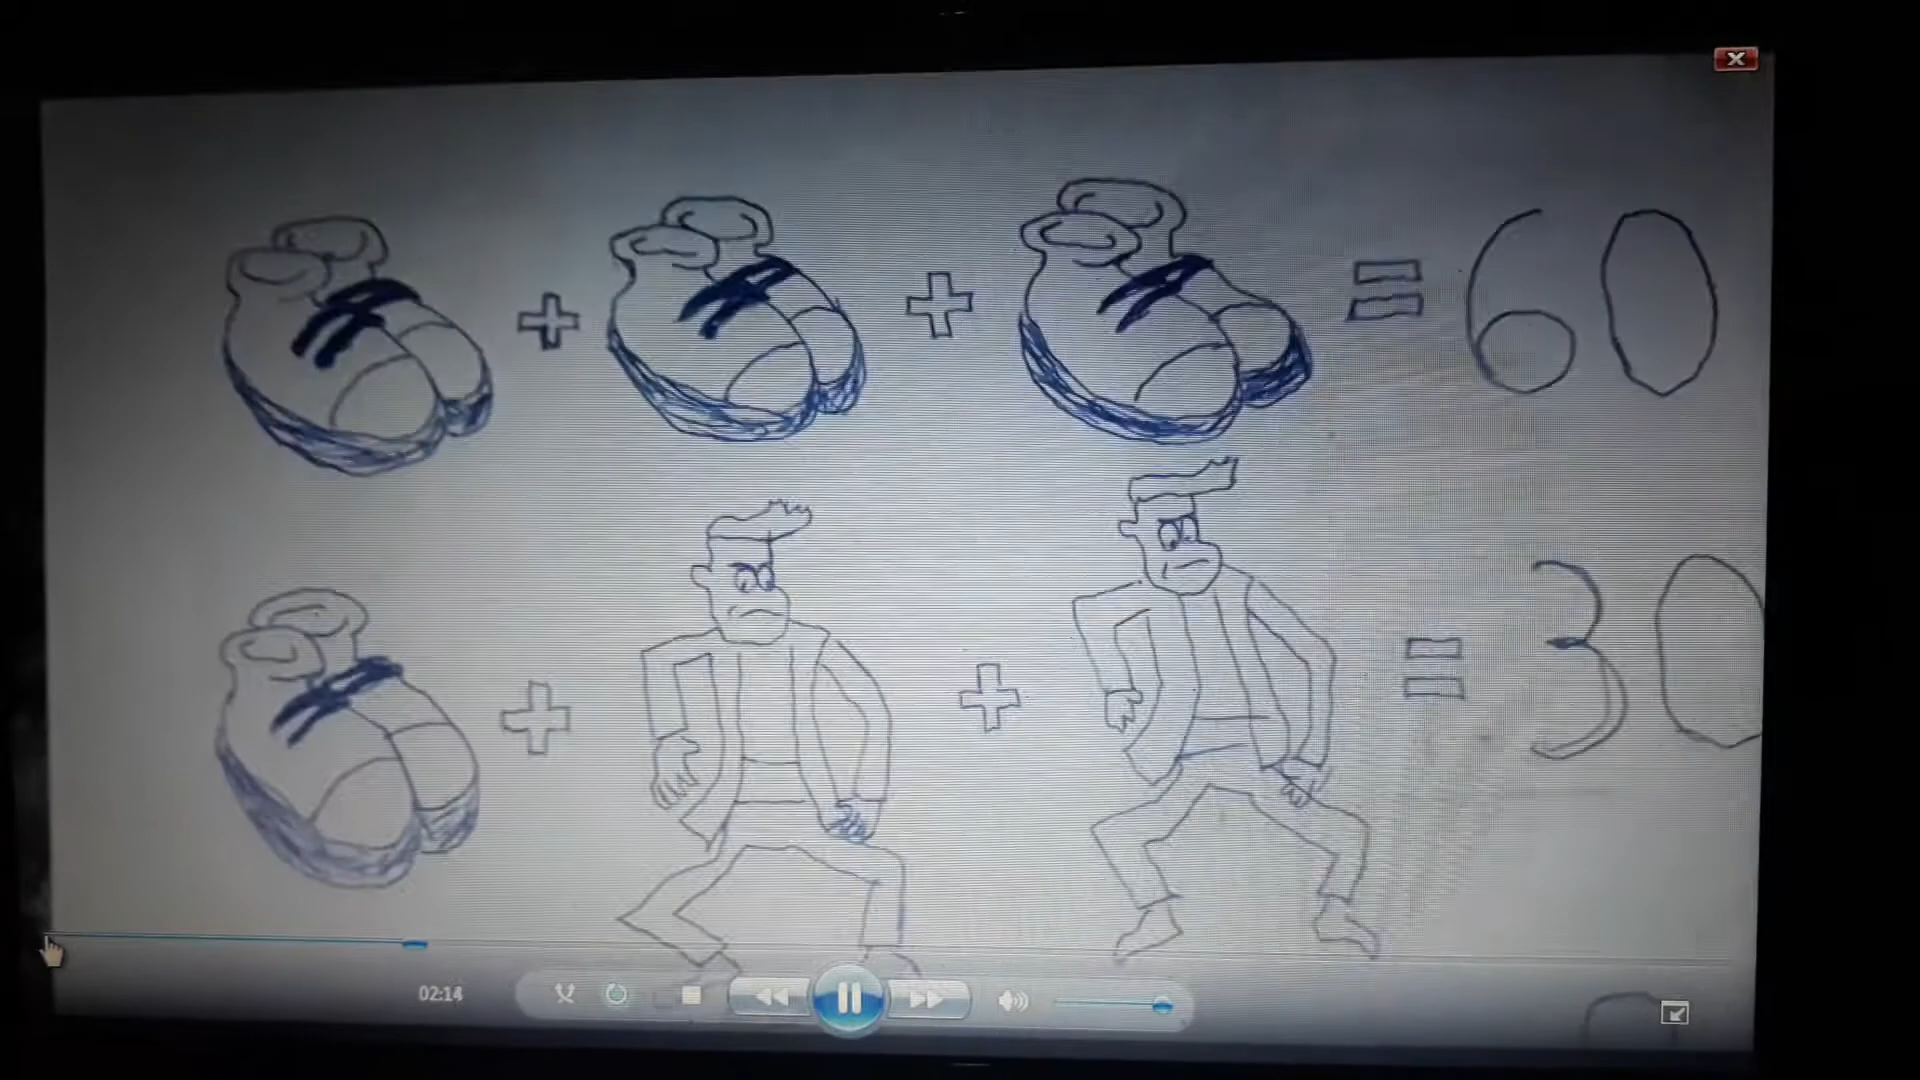 + + = 60
+ + = 30
02:14